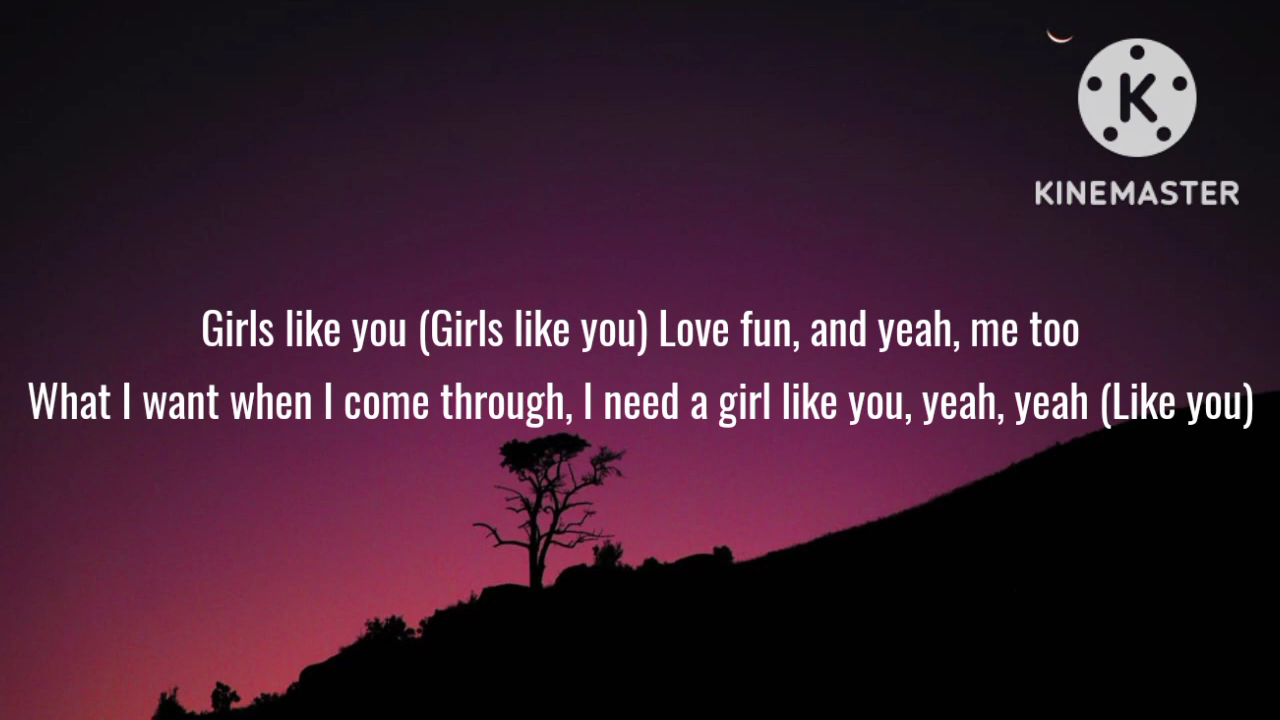 K
KINEMASTER
Girls like you (Girls like you) Love fun, and yeah, me too
What I want when I come through, I need a girl like you, yeah, yeah (Like you)